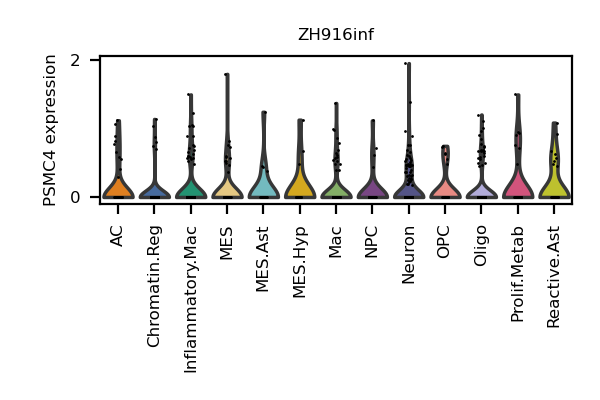 ZH916inf
PSMC4 expression
2
0
AC
Chromatin.Reg
Inflammatory.Mac
MES
MES.Ast
MES.Hyp
Mac
NPC
Neuron
OPC
Oligo
Prolif.Metab
Reactive.Ast